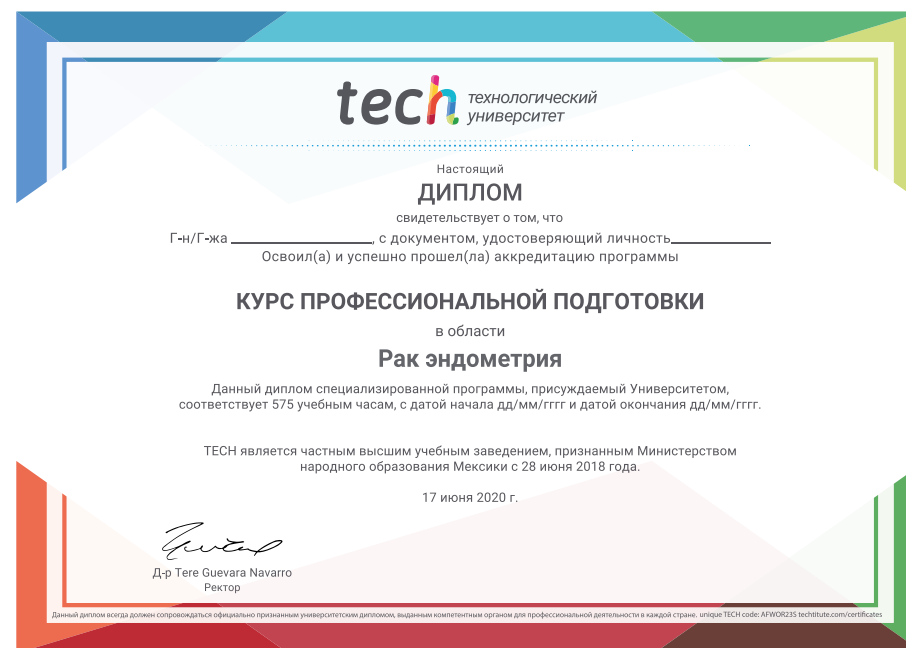 tech технологический
университет
Настоящий
ДИПЛОМ
свидетельствует о том, что
Г-н/Г-жа ____________________, с документом, удостоверяющий личность______________
Освоил(а) и успешно прошел(ла) аккредитацию программы
КУРС ПРОФЕССИОНАЛЬНОЙ ПОДГОТОВКИ
в области
Рак эндометрия
Данный диплом специализированной программы, присуждаемый Университетом,
соответствует 575 учебным часам, с датой начала дд/мм/гггг и датой окончания дд/мм/гггг.
TECH является частным высшим учебным заведением, признанным Министерством
народного образования Мексики с 28 июня 2018 года.
17 июня 2020 г.
Д-р Tere Guevara Navarro
Ректор
Данный диплом всегда должен сопровождаться официально признанным университетским дипломом, выданным компетентным органом для профессиональной деятельности в каждой стране. unique TECH code: AFWOR23S techtitute.com/certificates